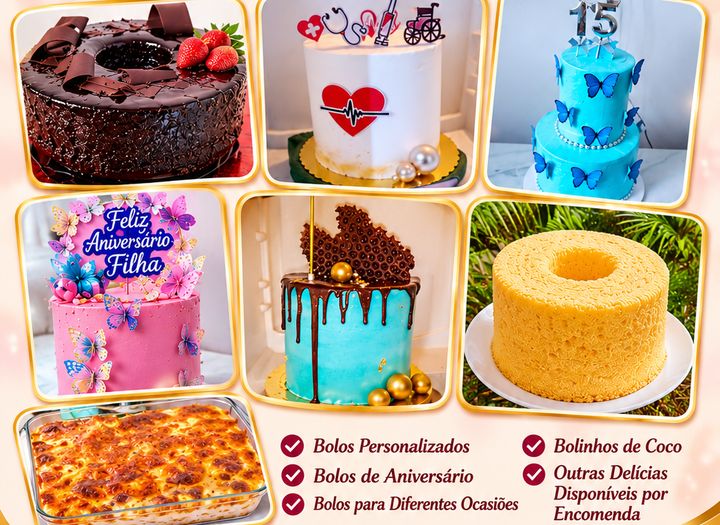 15
Feliz
Aniversário
Filha
Bolos Personalizados
Bolos de Aniversário
Bolos para Diferentes Ocasiões
Bolinhos de Coco
Outras Delícias
Disponíveis por
Encomenda